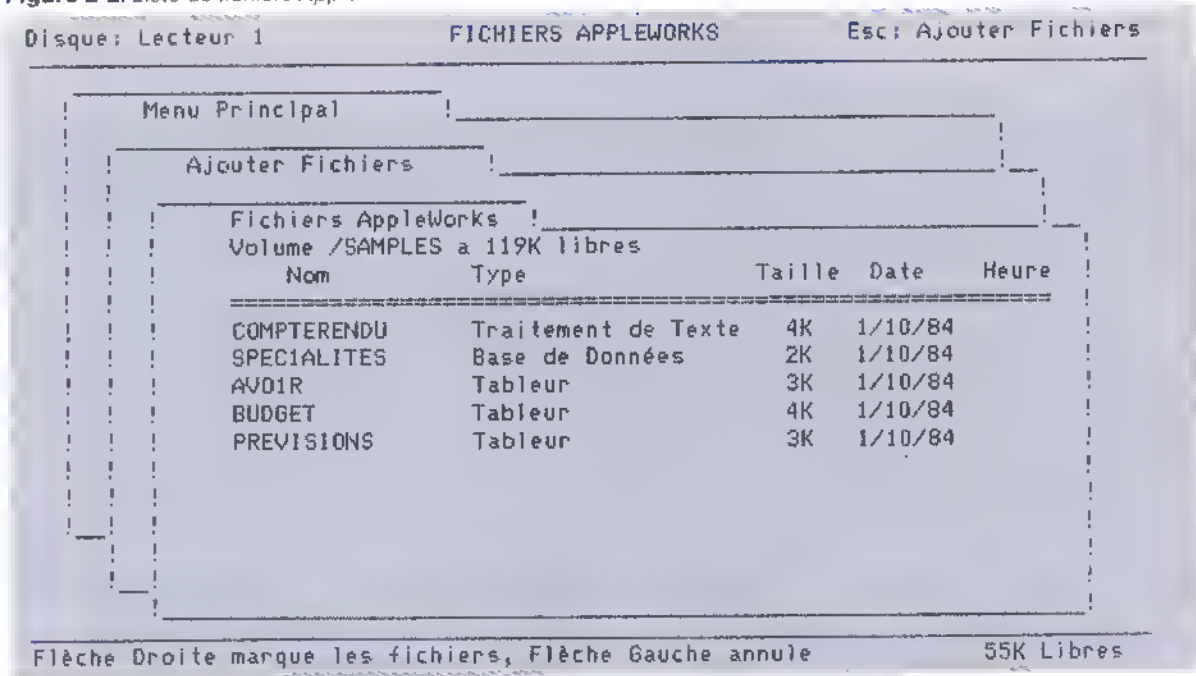 Disque: Lecteur 1 FICHIERS APPLEWORKS Esc: Ajouter Fichiers
Menu Principal
Ajouter Fichiers
Fichiers AppleWorks
Volume /SAMPLES a 119K libres
Nom Type Taille Date Heure
COMPTERENDU Traitement de Texte 4K 1/10/84
SPEC1ALITES Base de Données 2K 1/10/84
AVO1R Tableur 3K 1/10/84
BUDGET Tableur 4K 1/10/84
PREVISIONS Tableur 3K 1/10/84
Flèche Droite marque les fichiers, Flèche Gauche annule 55K Libres